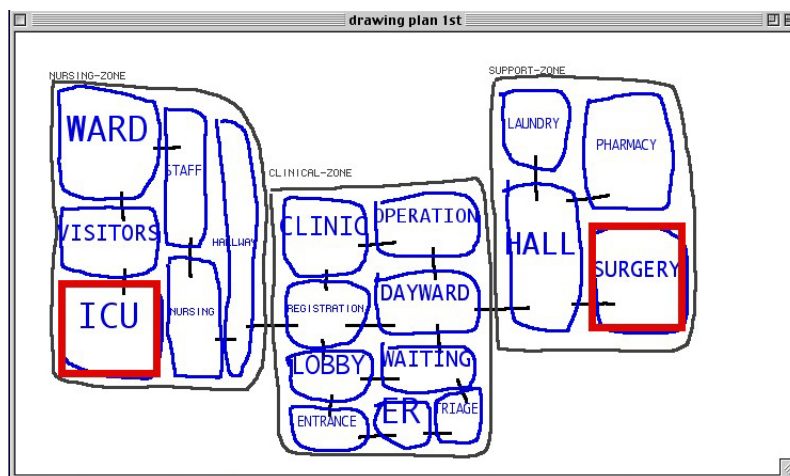 drawing plan 1st
NURSING-ZONE
WARD
STAFF
VISITORS
HALLWAY
ICU
NURSING
CLINICAL-ZONE
CLINIC
OPERATION
REGISTRATION
DAYWARD
LOBBY
WAITING
ENTRANCE
ER
TRIAGE
SUPPORT-ZONE
LAUNDRY
PHARMACY
HALL
SURGERY